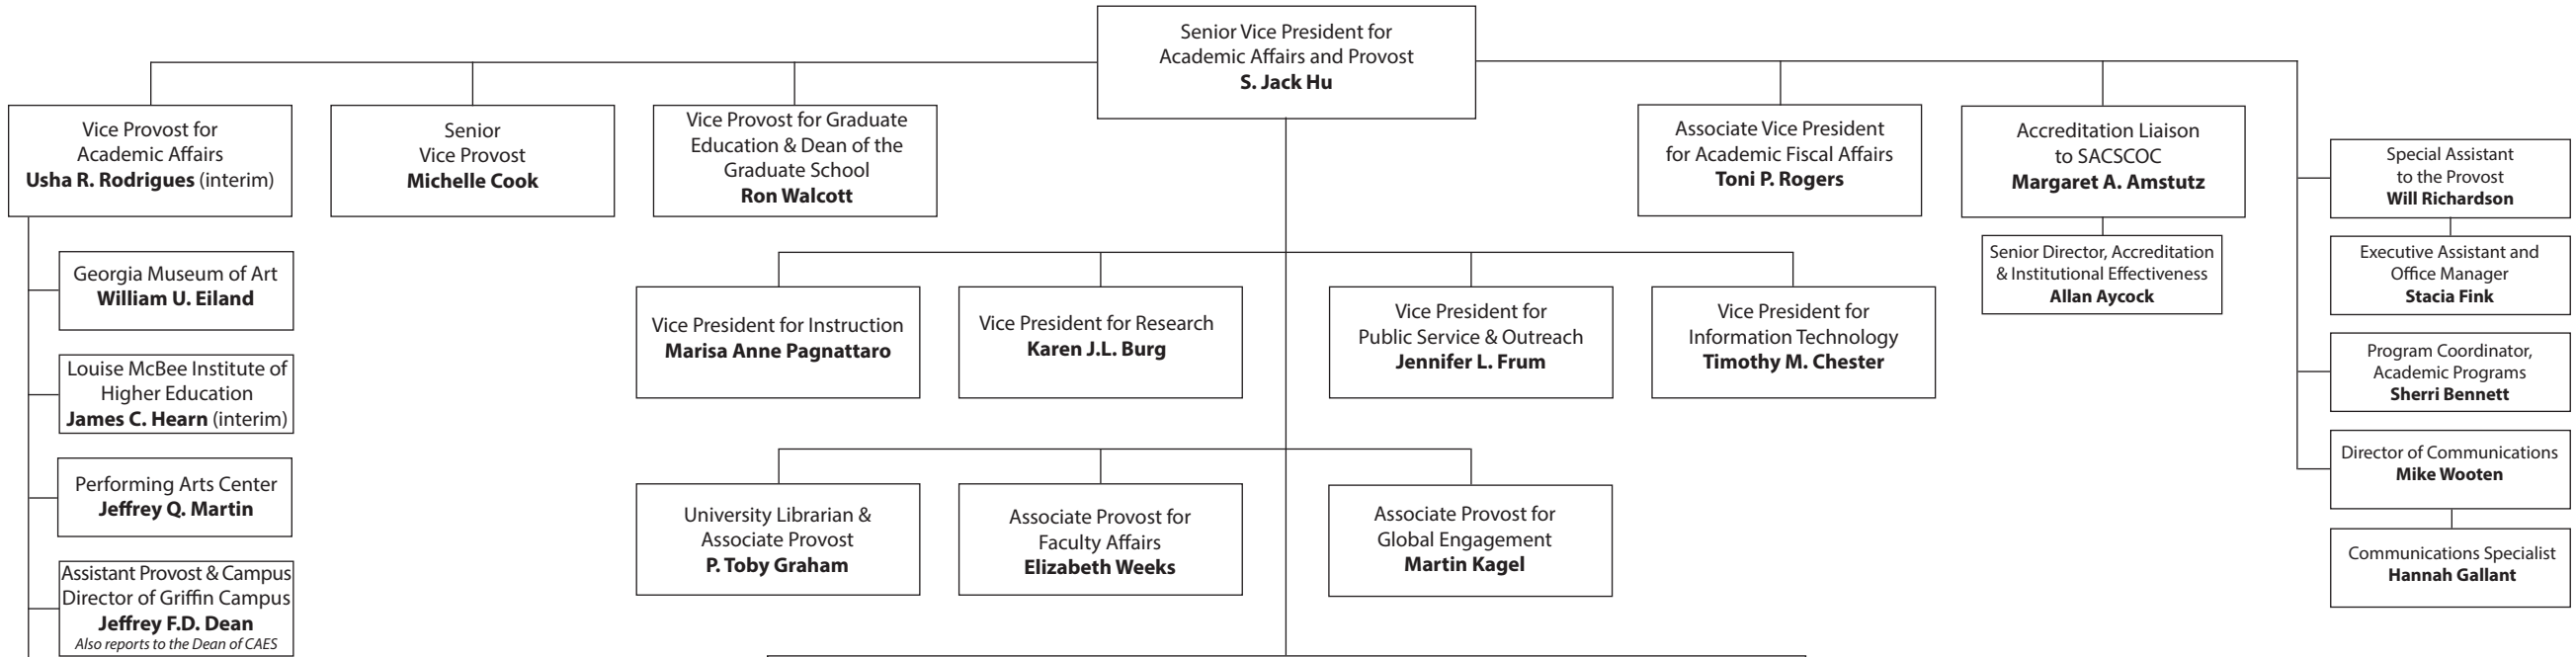 Senior Vice President for
Academic Affairs and Provost
S. Jack Hu
Vice Provost for
Academic Affairs
Usha R. Rodrigues (interim)
Senior
Vice Provost
Michelle Cook
Vice Provost for Graduate
Education & Dean of the
Graduate School
Ron Walcott
Associate Vice President
for Academic Fiscal Affairs
Toni P. Rogers
Accreditation Liaison
to SACSCOC
Margaret A. Amstutz
Special Assistant
to the Provost
Will Richardson
Georgia Museum of Art
William U. Eiland
Senior Director, Accreditation
& Institutional Effectiveness
Allan Aycock
Executive Assistant and
Office Manager
Stacia Fink
Vice President for Instruction
Marisa Anne Pagnattaro
Vice President for Research
Karen J.L. Burg
Vice President for
Public Service & Outreach
Jennifer L. Frum
Vice President for
Information Technology
Timothy M. Chester
Louise McBee Institute of
Higher Education
James C. Hearn (interim)
Program Coordinator,
Academic Programs
Sherri Bennett
Performing Arts Center
Jeffrey Q. Martin
Director of Communications
Mike Wooten
University Librarian &
Associate Provost
P. Toby Graham
Associate Provost for
Faculty Affairs
Elizabeth Weeks
Associate Provost for
Global Engagement
Martin Kagel
Communications Specialist
Hannah Gallant
Assistant Provost & Campus
Director of Griffin Campus
Jeffrey F.D. Dean
Also reports to the Dean of CAES